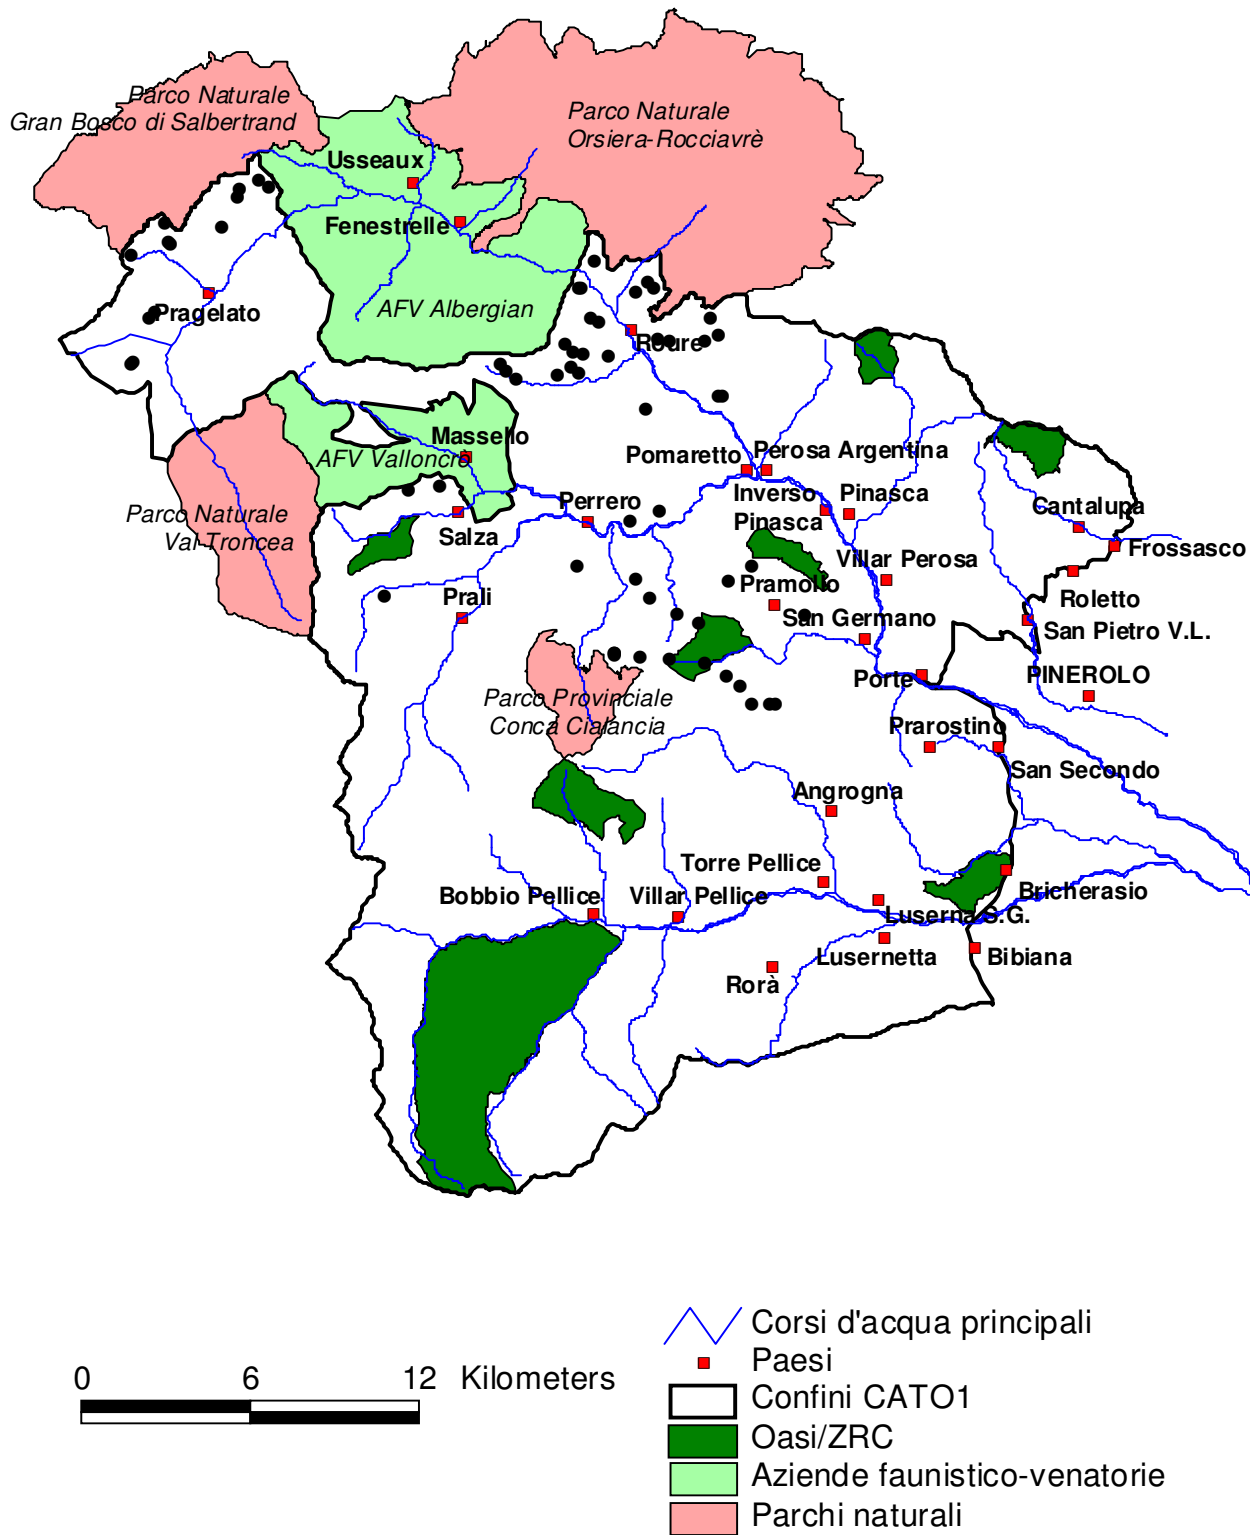 Parco Naturale
Gran Bosco di Salbertrand
Parco Naturale
Orsiera-Rocciavrè
Usseaux
Fenestrelle
AFV Albergian
Pragelato
Roure
Massello
AFV Valloncrò
Pomaretto
Perosa Argentina
Inverso
Pinasca
Pinasca
Cantalupa
Perrero
Parco Naturale
Val Troncea
Salza
Frossasco
Villar Perosa
Pramollo
Roletto
Prali
San Germano
San Pietro V.L.
Porte
PINEROLO
Parco Provinciale
Conca Cialancia
Prarostino
San Secondo
Angrogna
Torre Pellice
Bobbio Pellice
Villar Pellice
Bricherasio
Luserna S.G.
Lusernetta
Bibiana
Rorà
0 6 12 Kilometers
Corsi d'acqua principali
Paesi
Confini CATO1
Oasi/ZRC
Aziende faunistico-venatorie
Parchi naturali